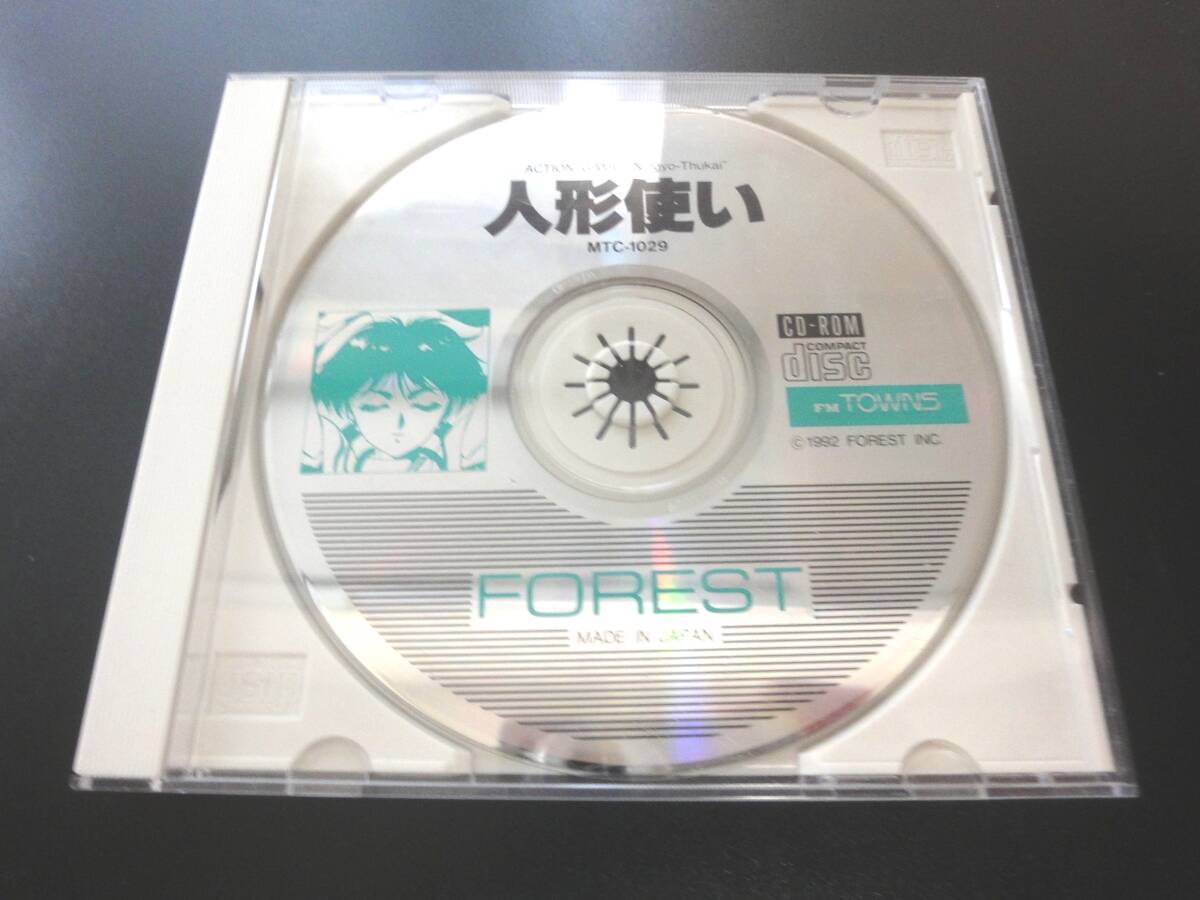 ACTION
人形使い
MTC-1029
CD-ROM
COMPACT
disc
FM TOWNS
©1992 FOREST INC.
FOREST
MADE IN JAPAN